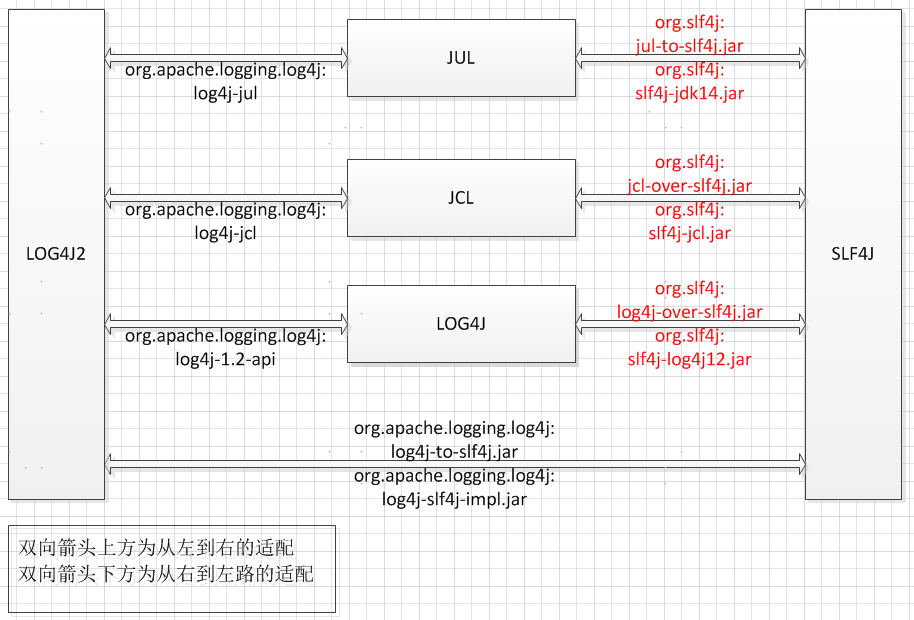 LOG4J2
org.apache.logging.log4j:
log4j-jul
JUL
org.slf4j:
jul-to-slf4j.jar
org.slf4j:
slf4j-jdk14.jar
SLF4J
org.apache.logging.log4j:
log4j-jcl
JCL
org.slf4j:
jcl-over-slf4j.jar
org.slf4j:
slf4j-jcl.jar
org.apache.logging.log4j:
log4j-1.2-api
LOG4J
org.slf4j:
log4j-over-slf4j.jar
org.slf4j:
slf4j-log4j12.jar
org.apache.logging.log4j:
log4j-to-slf4j.jar
org.apache.logging.log4j:
log4j-slf4j-impl.jar
双向箭头上方为从左到右的适配
双向箭头下方为从右到左路的适配